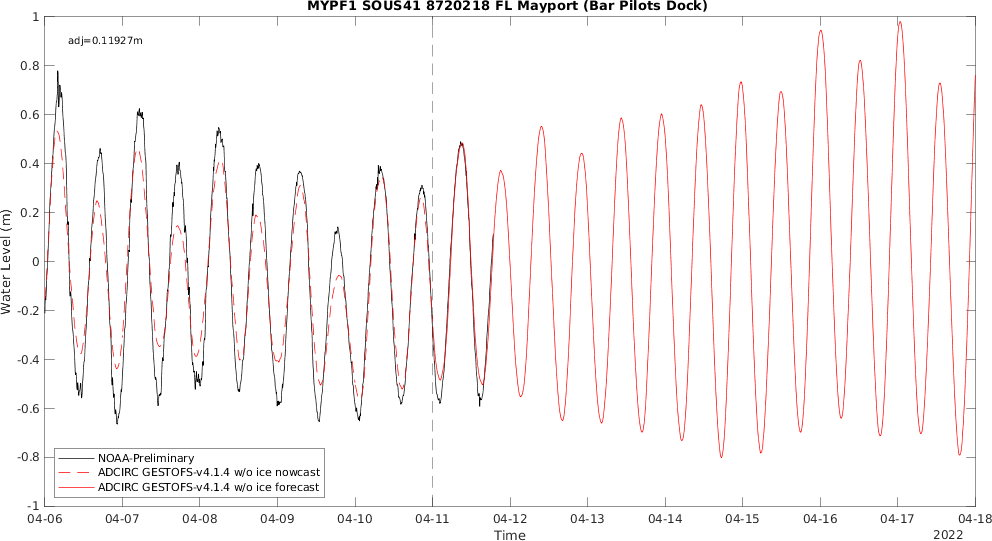 MYPF1 SOUS41 8720218 FL Mayport (Bar Pilots Dock)
adj=0.11927m
1
0.8
0.6
0.4
0.2
0
-0.2
-0.4
-0.6
-0.8
-1
Water Level (m)
NOAA-Preliminary
ADCIRC GESTOFS-v4.1.4 w/o ice nowcast
ADCIRC GESTOFS-v4.1.4 w/o ice forecast
04-06 04-07 04-08 04-09 04-10 04-11 04-12 04-13 04-14 04-15 04-16 04-17 04-18
Time
2022